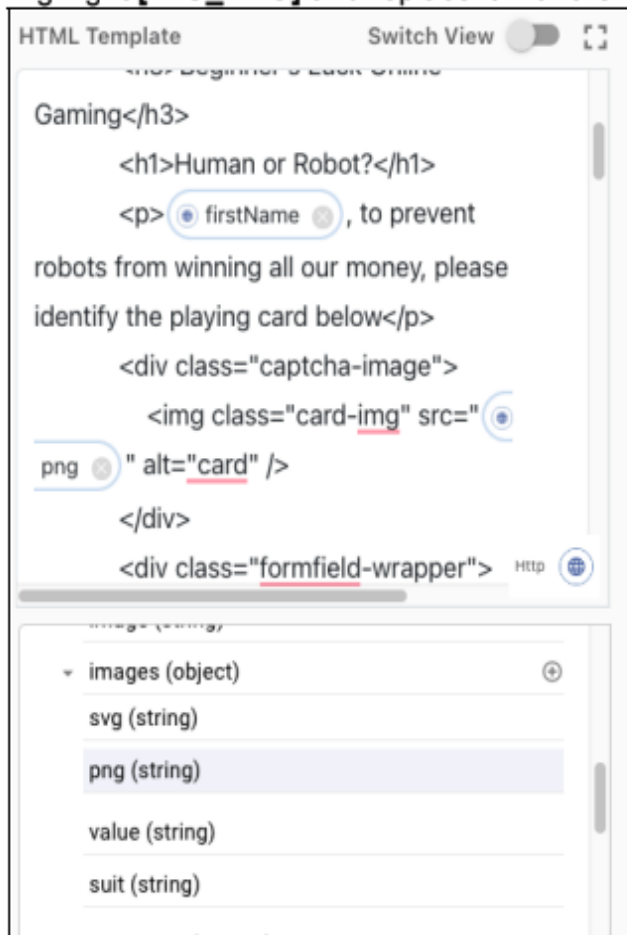 HTML Template Switch View
Gaming</h3>
<h1>Human or Robot?</h1>
<p> firstName , to prevent
robots from winning all our money, please
identify the playing card below</p>
<div class="captcha-image">
<img class="card-img" src="
png " alt="card" />
</div>
<div class="formfield-wrapper"> Http
images (object)
svg (string)
png (string)
value (string)
suit (string)